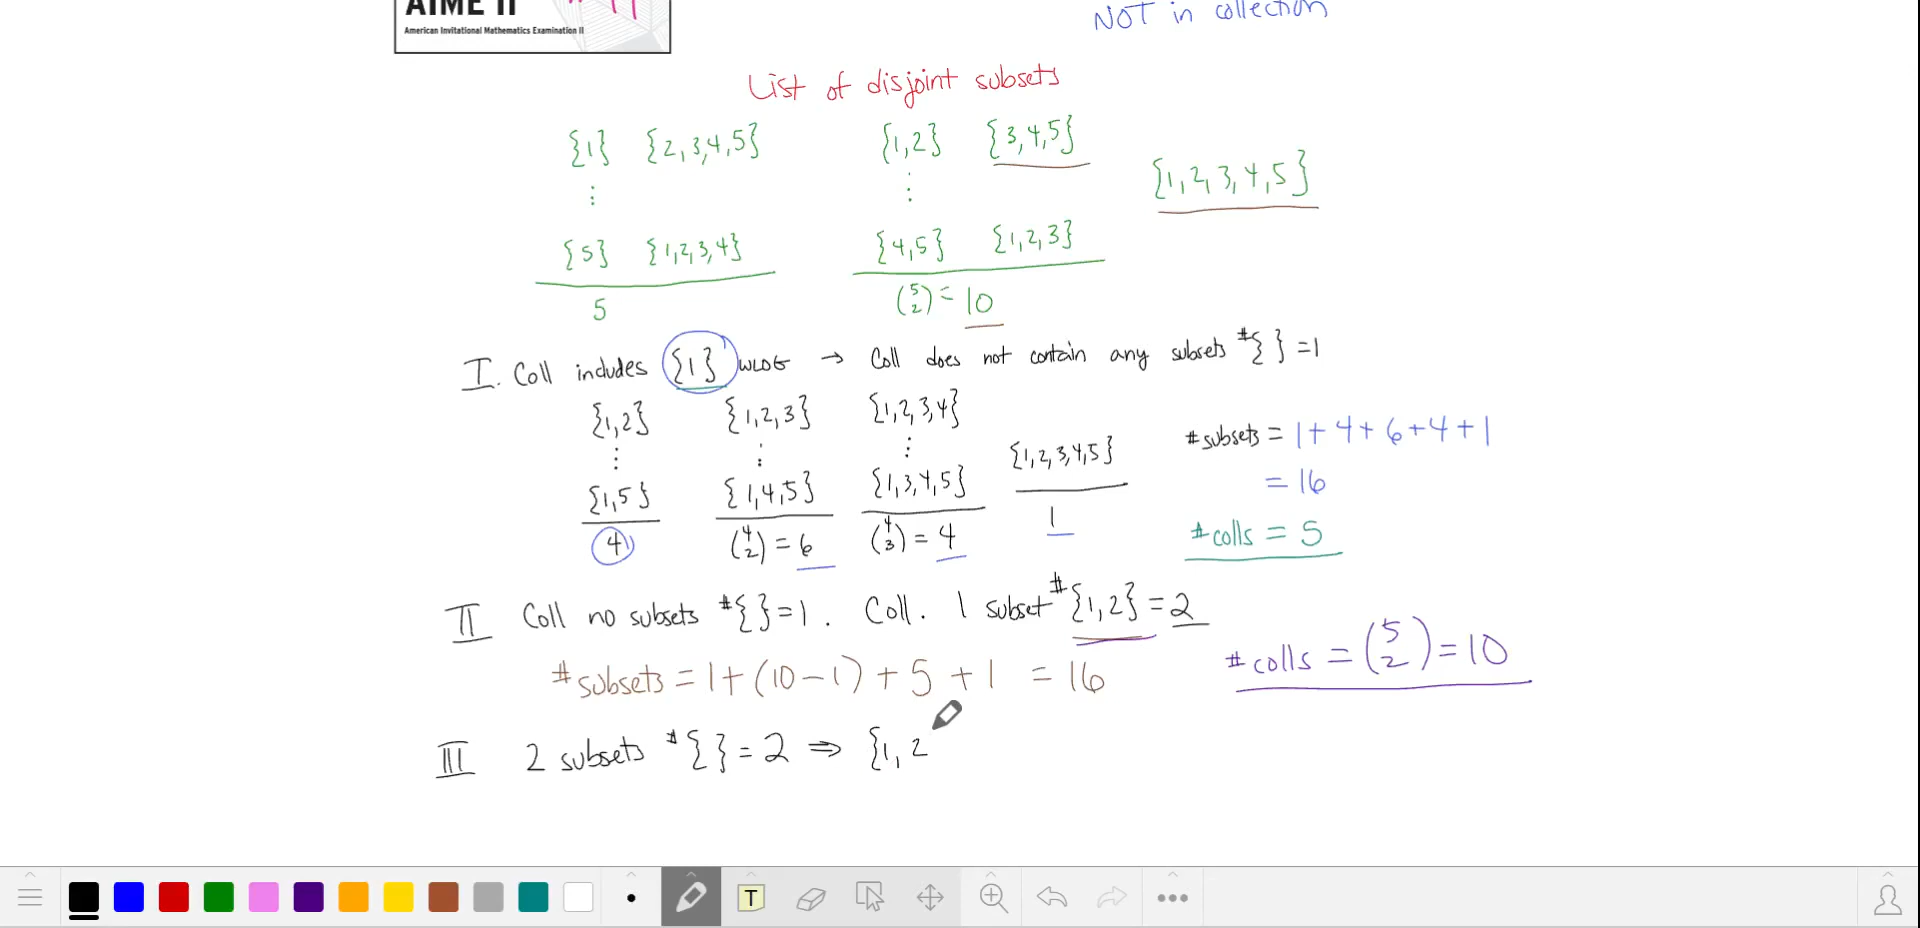 AIME II
American Invitational Mathematics Examination II
NOT in collection
List of disjoint subsets
{1} {2,3,4,5} {1,2} {3,4,5}
{1,2,3,4,5}
⋮ ⋮
{5} {1,2,3,4} {4,5} {1,2,3}
5 (5 2) = 10
I. Coll includes {1} WLOG → Coll does not contain any subsets #{ } = 1
{1,2} {1,2,3} {1,2,3,4}
⋮ ⋮ ⋮ {1,2,3,4,5}
{1,5} {1,4,5} {1,3,4,5}
4 (4 2) = 6 (4 3) = 4 1
# subsets = 1 + 4 + 6 + 4 + 1
= 16
# colls = 5
II Coll no subsets #{ } = 1. Coll. 1 subset #{1,2} = 2
# subsets = 1 + (10 - 1) + 5 + 1 = 16
# colls = (5 2) = 10
III 2 subsets #{ } = 2 ⇒ {1, 2
T